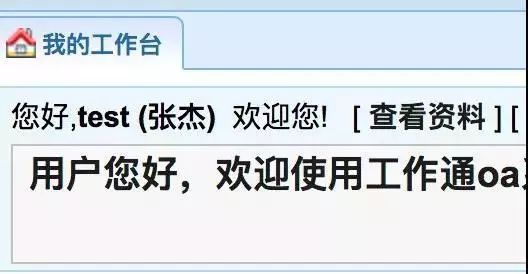 我的工作台
您好,test (张杰) 欢迎您! [ 查看资料 ] [
用户您好，欢迎使用工作通oa